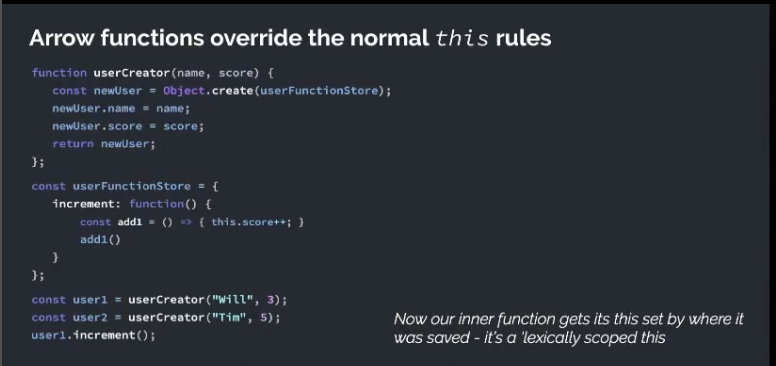 Arrow functions override the normal this rules
function userCreator(name, score) {
const newUser = Object.create(userFunctionStore);
newUser.name = name;
newUser.score = score;
return newUser;
};
const userFunctionStore = {
increment: function() {
const add1 = () => { this.score++; }
add1()
}
};
const user1 = userCreator("Will", 3);
const user2 = userCreator("Tim", 5);
user1.increment();
Now our inner function gets its this set by where it
was saved - it's a 'lexically scoped this